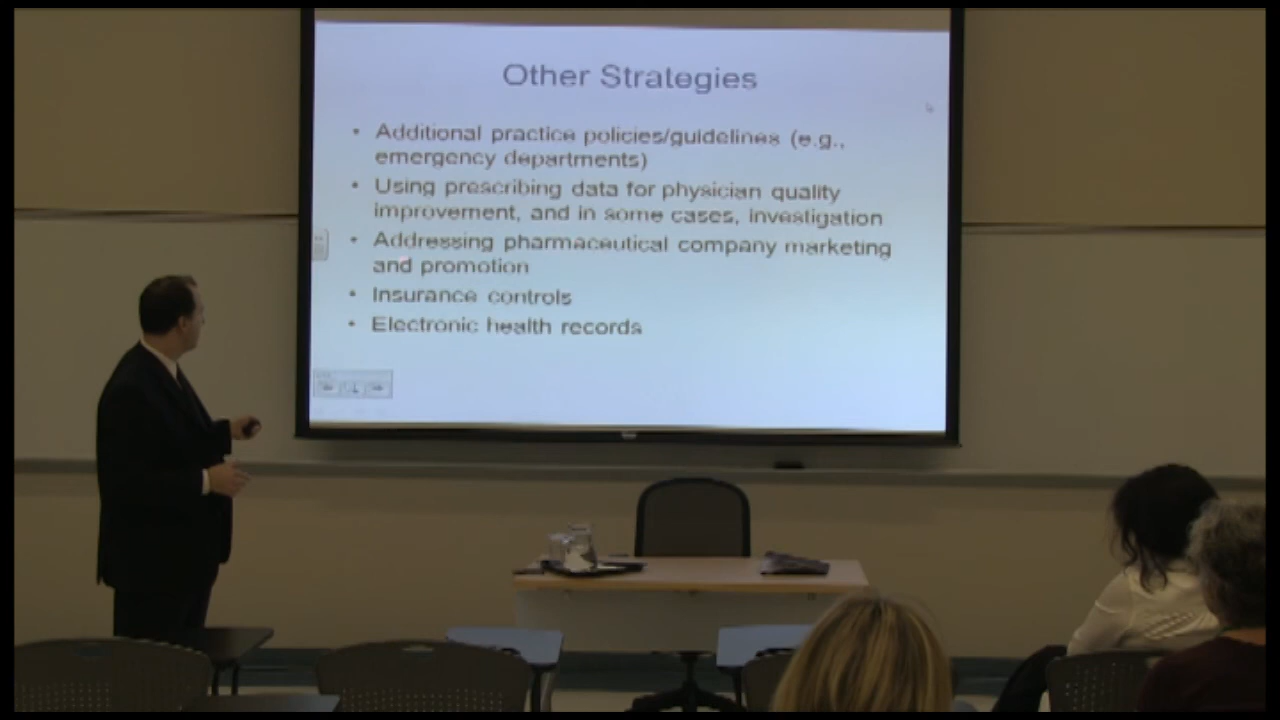 Other Strategies
• Additional practice policies/guidelines (e.g.,
emergency departments)
• Using prescribing data for physician quality
improvement, and in some cases, investigation
• Addressing pharmaceutical company marketing
and promotion
• Insurance controls
• Electronic health records